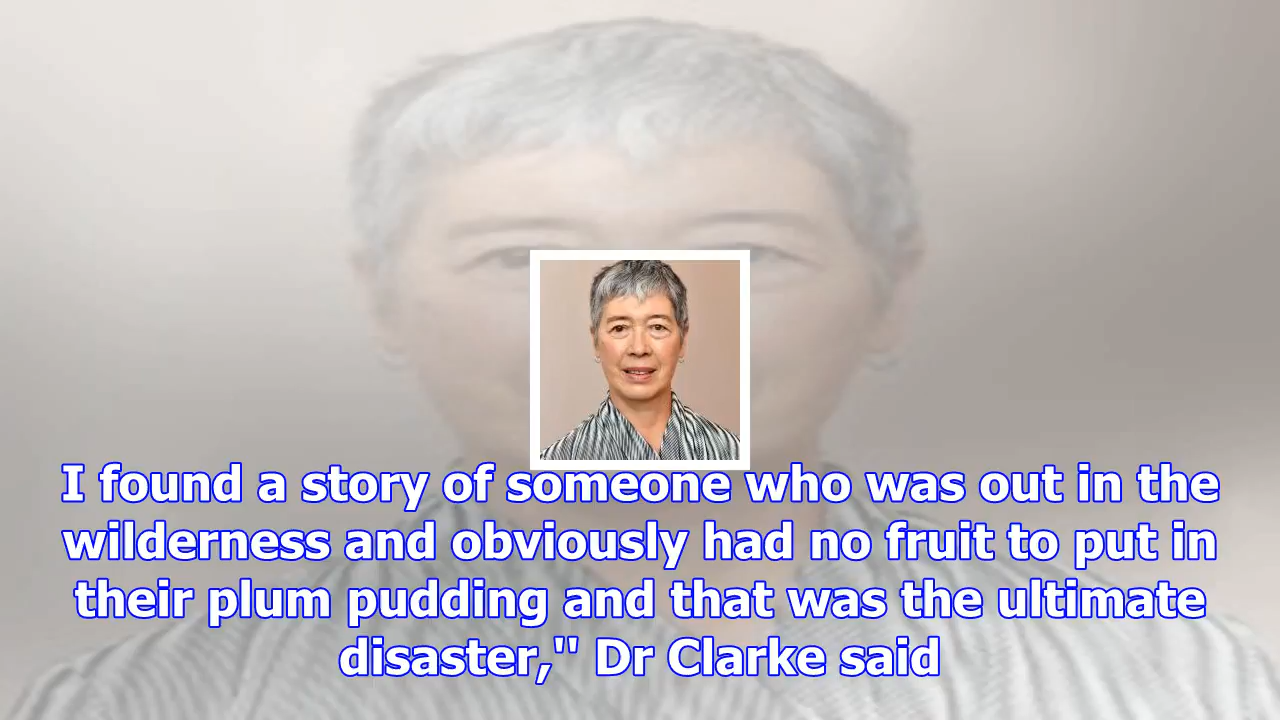 I found a story of someone who was out in the
wilderness and obviously had no fruit to put in
their plum pudding and that was the ultimate
disaster,'' Dr Clarke said